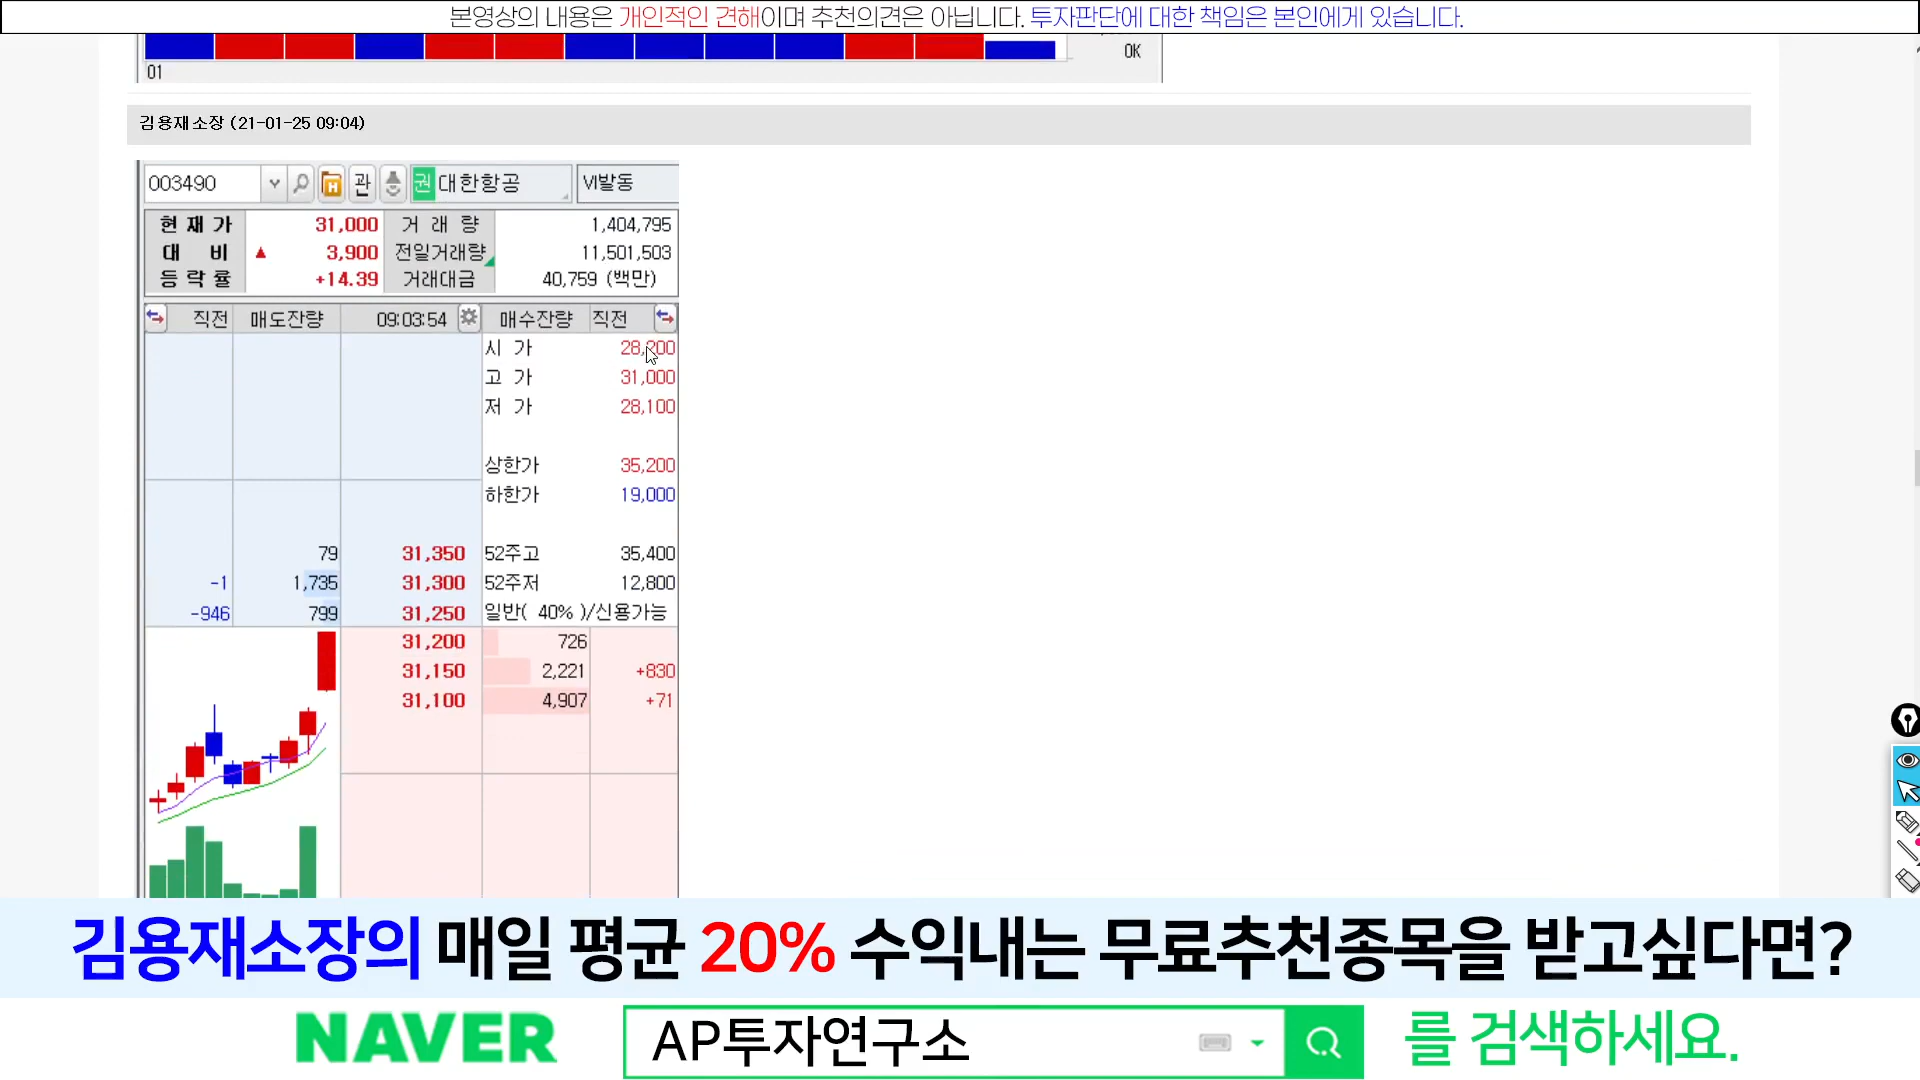 본영상의 내용은 개인적인 견해이며 추천의견은 아닙니다. 투자판단에 대한 책임은 본인에게 있습니다.
OK
01
김용재소장 (21-01-25 09:04)
003490 관 권 대한항공 VI발동
현재가 31,000 거래량 1,404,795
대비 ▲ 3,900 전일거래량 11,501,503
등락률 +14.39 거래대금 40,759 (백만)
직전 매도잔량 09:03:54 매수잔량 직전
시가 28,200
고가 31,000
저가 28,100
상한가 35,200
하한가 19,000
79 31,350 52주고 35,400
-1 1,735 31,300 52주저 12,800
-946 799 31,250 일반( 40% )/신용가능
31,200 726
31,150 2,221 +830
31,100 4,907 +71
김용재소장의 매일 평균 20% 수익내는 무료추천종목을 받고싶다면?
NAVER AP투자연구소 를 검색하세요.